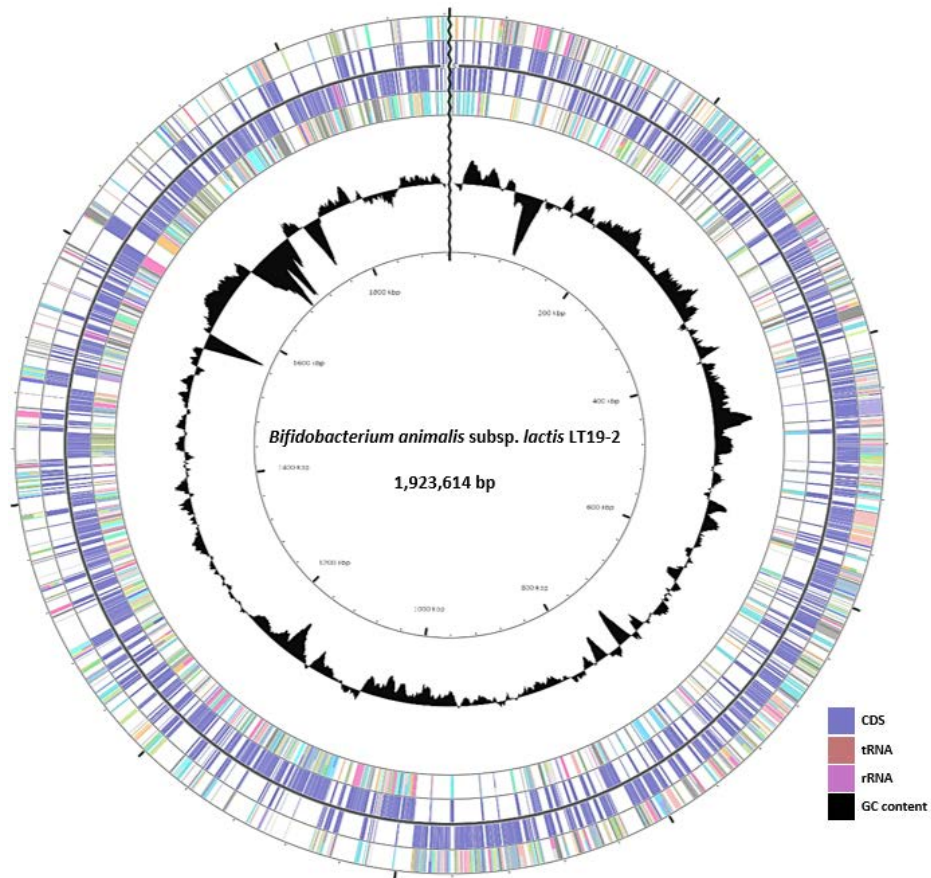 1800 kbp
200 kbp
1600 kbp
400 kbp
Bifidobacterium animalis subsp. lactis LT19-2
1400 kbp
1,923,614 bp
600 kbp
1200 kbp
800 kbp
1000 kbp
CDS
tRNA
rRNA
GC content